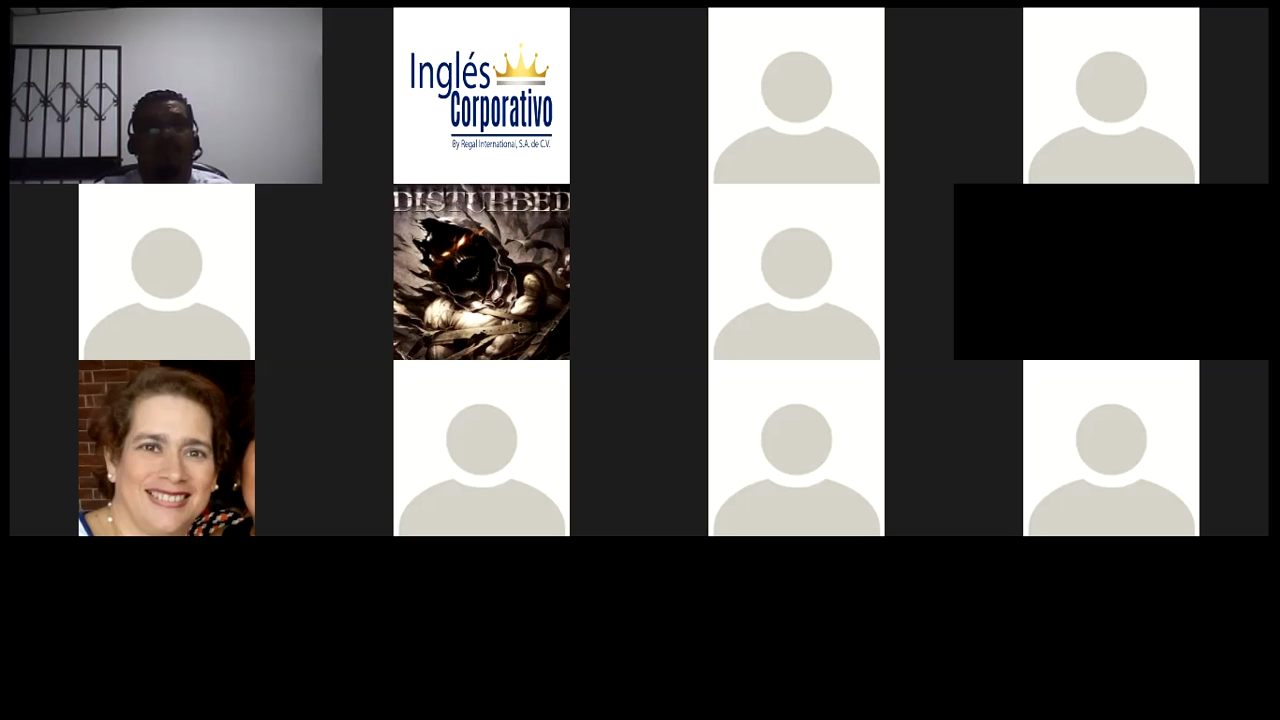 Inglés
Corporativo
By Regal International, S.A. de C.V.
DISTURBED